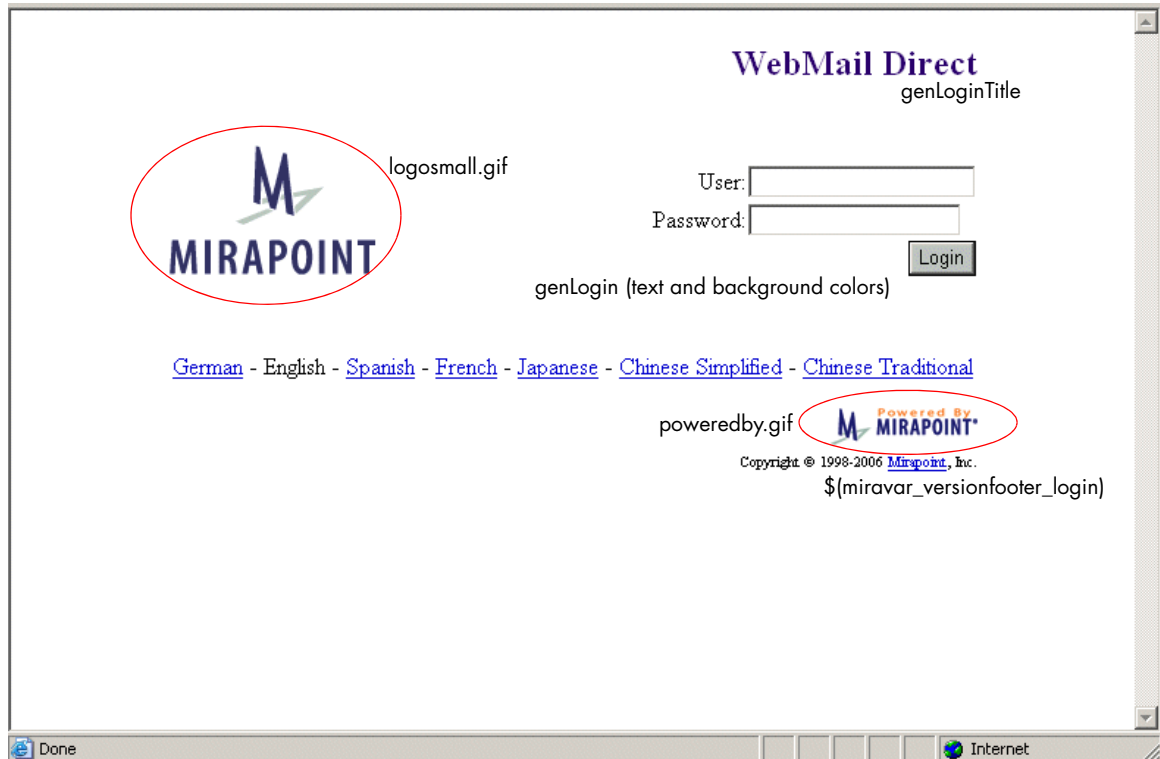 WebMail Direct
genLoginTitle
logosmall.gif
MIRAPOINT
User:
Password:
Login
genLogin (text and background colors)
German - English - Spanish - French - Japanese - Chinese Simplified - Chinese Traditional
poweredby.gif
Powered By
MIRAPOINT®
Copyright © 1998-2006 Mirapoint, Inc.
$(miravar_versionfooter_login)
Done
Internet